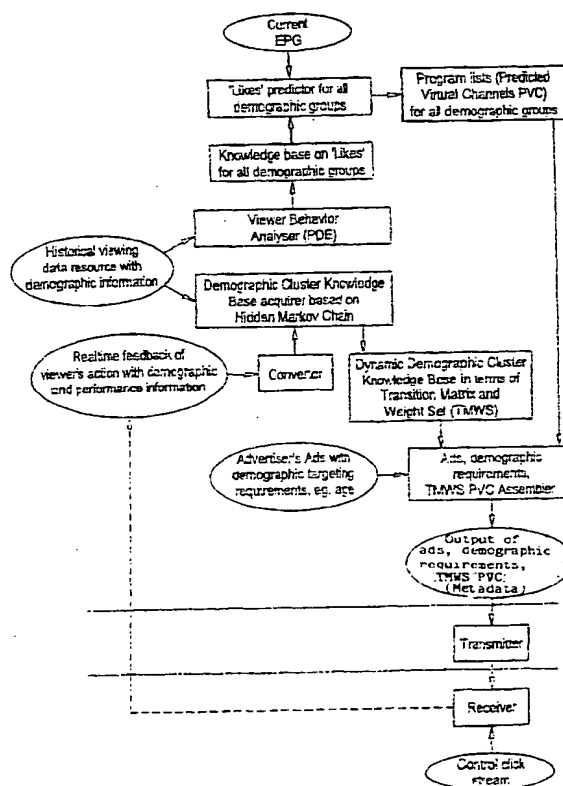 Current
EPG
'Likes' predictor for all
demographic groups
Program lists (Predicted
Virtual Channels PVC)
for all demographic groups
Knowledge base on 'Likes'
for all demographic groups
Viewer Behavior
Analyser (PDE)
Historical viewing
data resource with
demographic information
Demographic Cluster Knowledge
Base acquirer based on
Hidden Markov Chain
Realtime feedback of
viewer's action with demographic
and performance information
Converter
Dynamic Demographic Cluster
Knowledge Base in terms of
Transition, Matrix and
Weight Set (TMWS)
Advertiser's Ads with
demographic targeting
requirements, eg. age
Ads, demographic
requirements,
TMWS PVC Assembler
Output of
ads, demographic
requirements,
TMWS PVC
(Metadata)
Transmitter
Receiver
Control click
stream